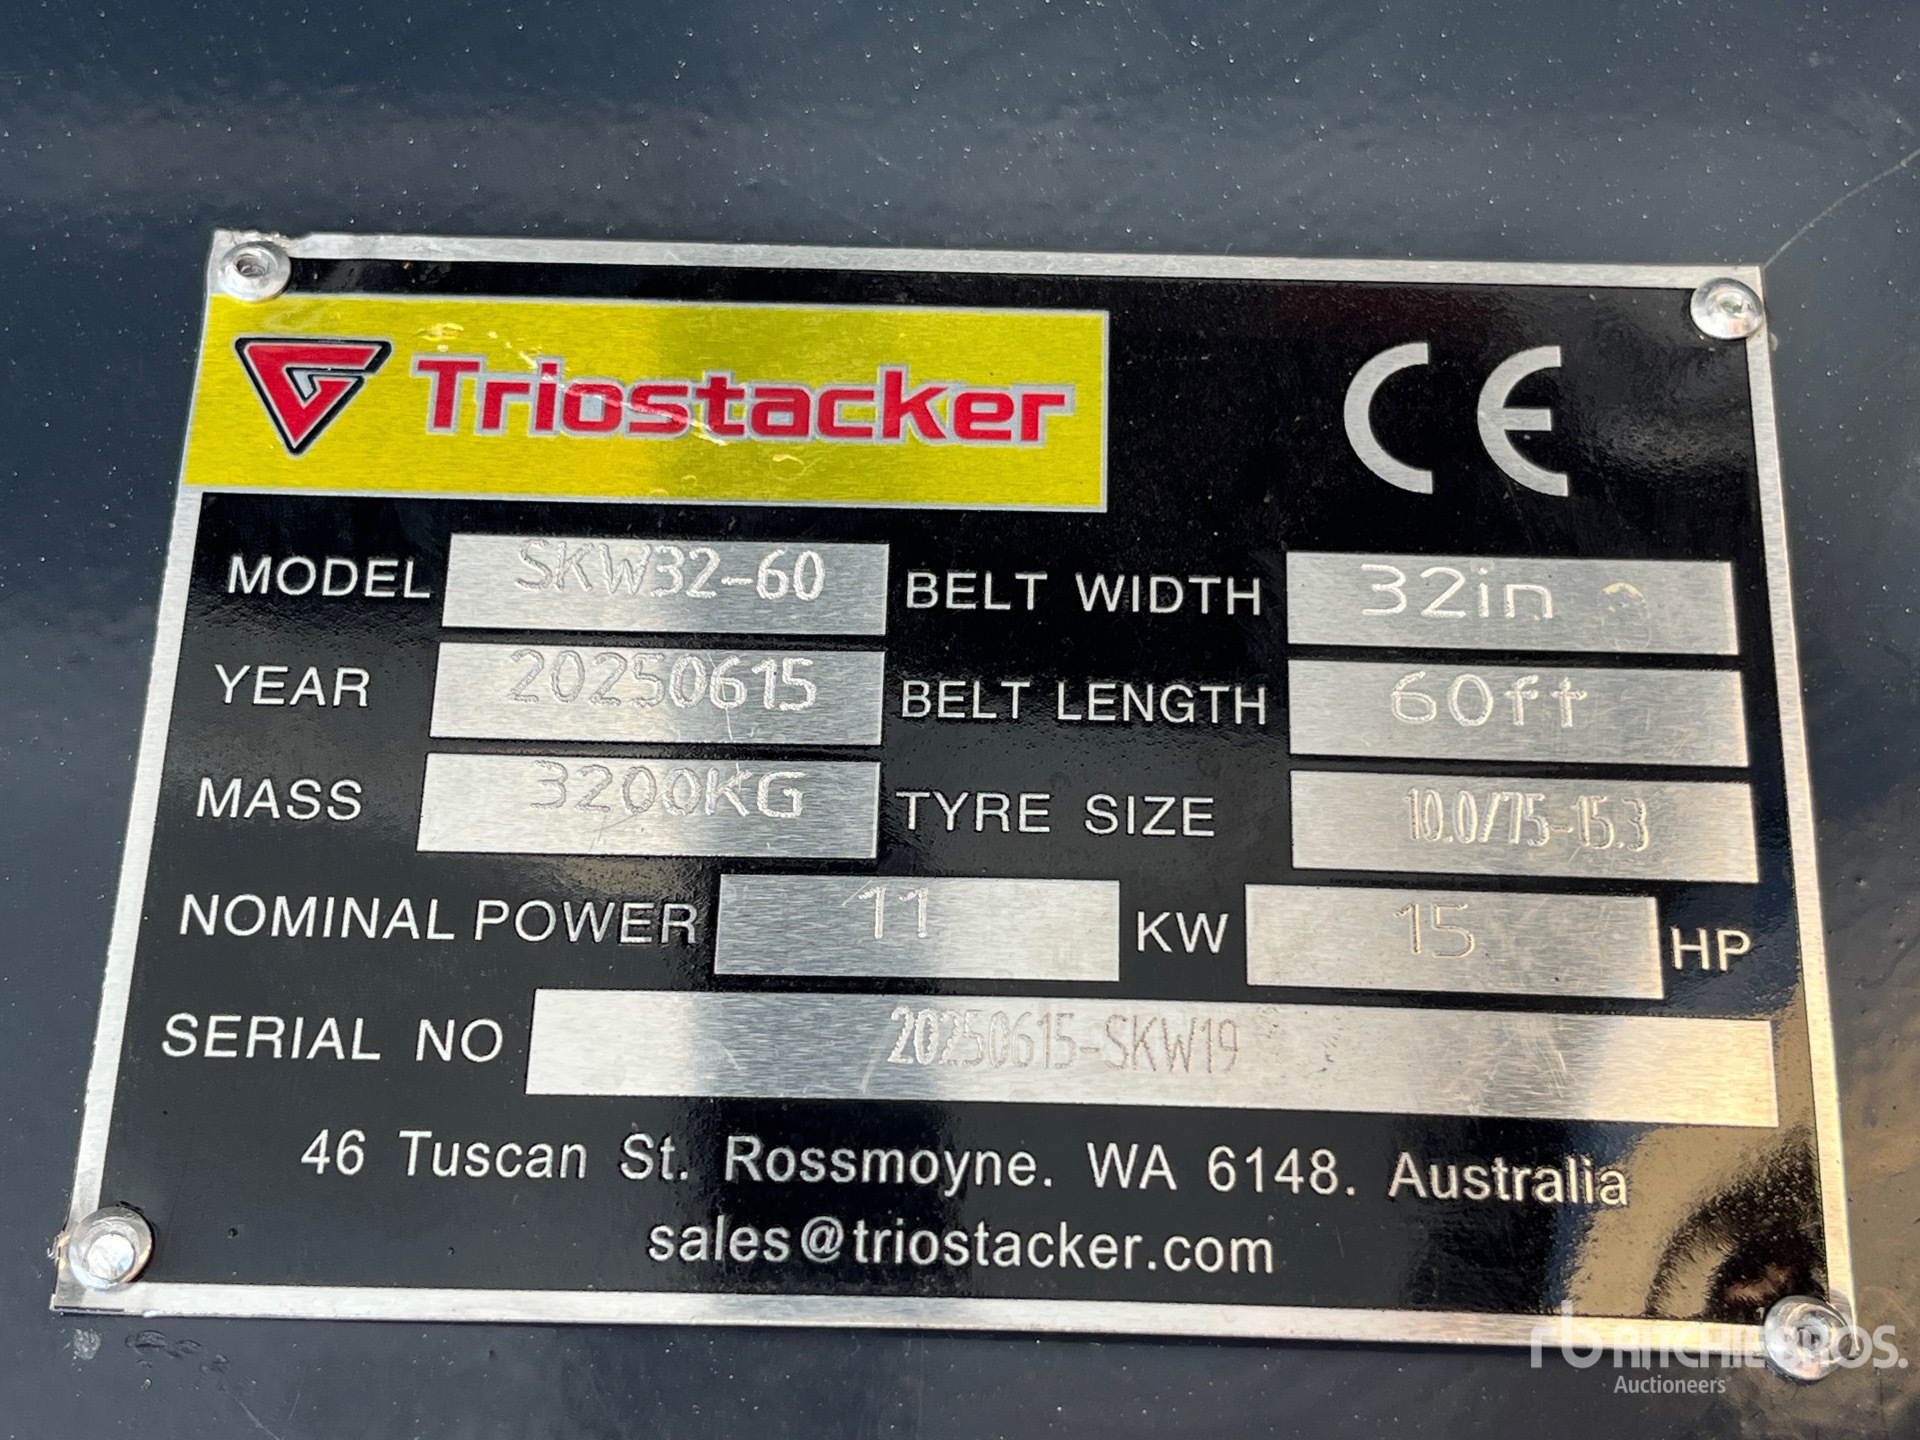 Triostacker CE
MODEL SKW32-60 BELT WIDTH 32in
YEAR 20250615 BELT LENGTH 60ft
MASS 3200KG TYRE SIZE 10.0/75-15.3
NOMINAL POWER 11 KW 15 HP
SERIAL NO 20250615-SKW19
46 Tuscan St. Rossmoyne. WA 6148. Australia
sales@triostacker.com
rb RITCHIE BROS.
Auctioneers